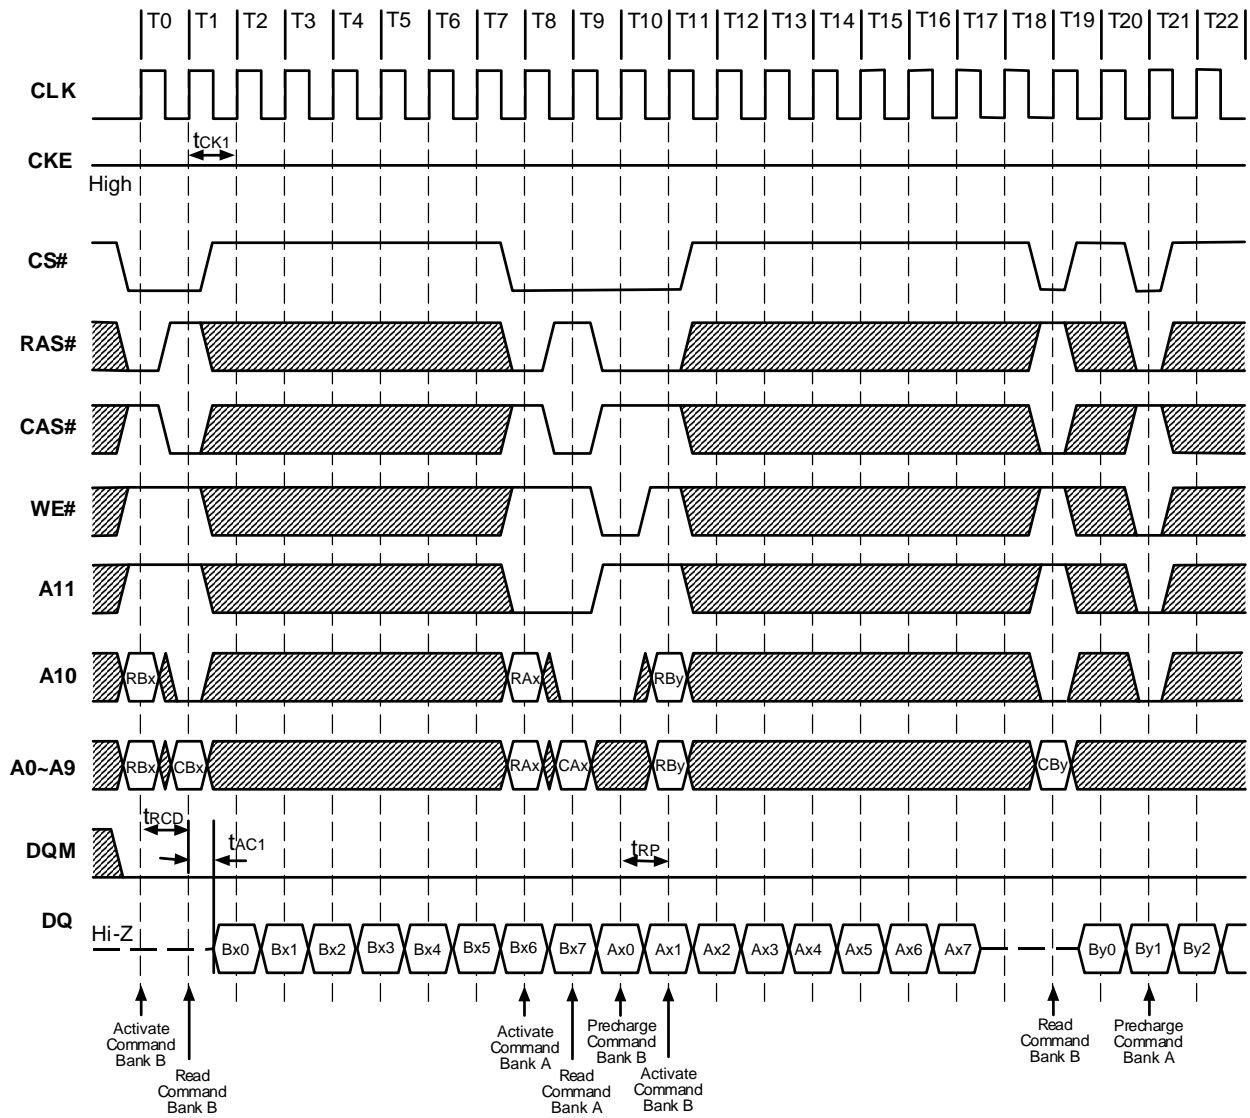 T0 T1 T2 T3 T4 T5 T6 T7 T8 T9 T10 T11 T12 T13 T14 T15 T16 T17 T18 T19 T20 T21 T22
CLK
tCK1
CKE
High
CS#
RAS#
CAS#
WE#
A11
A10
RBx RAx RBy
A0~A9
RBx CBx RAx CAx RBy CBy
tRCD
tAC1
tRP
DQM
DQ
Hi-Z
Bx0 Bx1 Bx2 Bx3 Bx4 Bx5 Bx6 Bx7 Ax0 Ax1 Ax2 Ax3 Ax4 Ax5 Ax6 Ax7 By0 By1 By2
Activate
Command
Bank B
Read
Command
Bank B
Activate
Command
Bank A
Read
Command
Bank A
Precharge
Command
Bank B
Activate
Command
Bank B
Read
Command
Bank B
Precharge
Command
Bank A